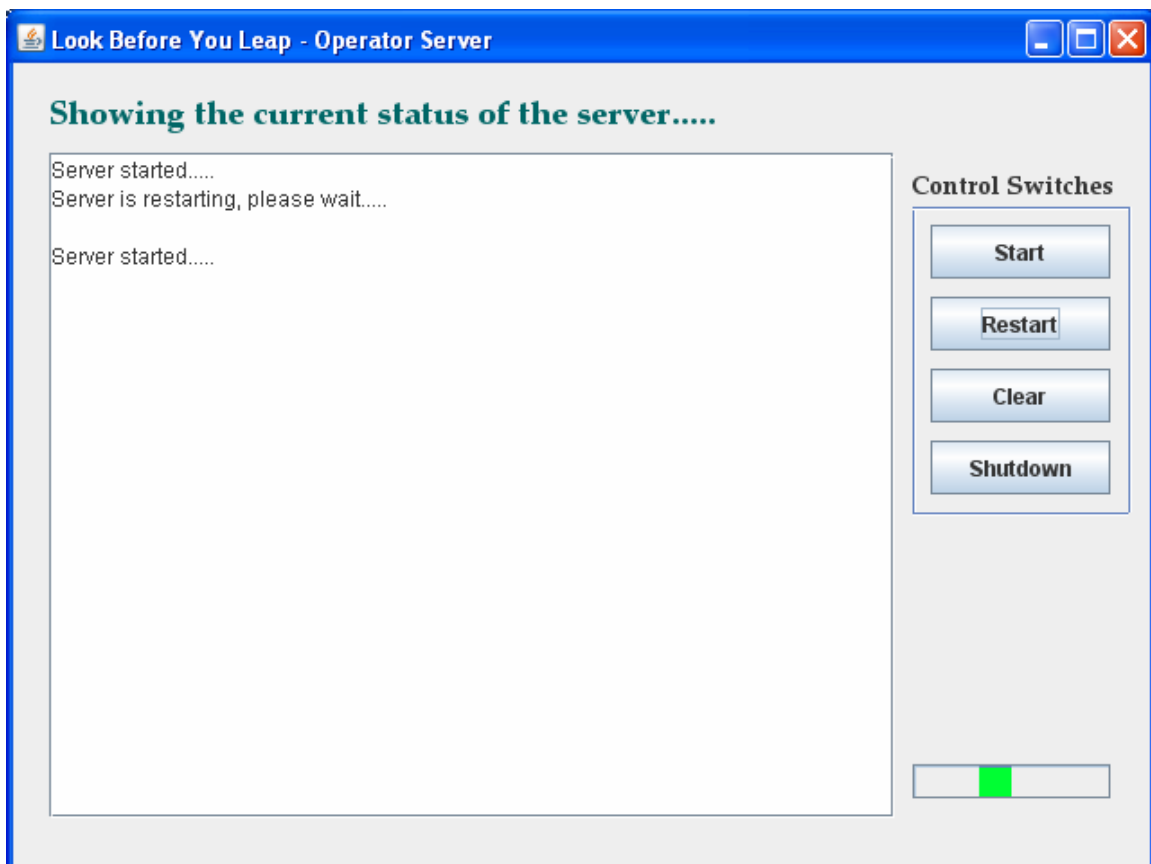 Look Before You Leap - Operator Server
Showing the current status of the server.....
Server started.....
Server is restarting, please wait.....
Server started.....
Control Switches
Start
Restart
Clear
Shutdown